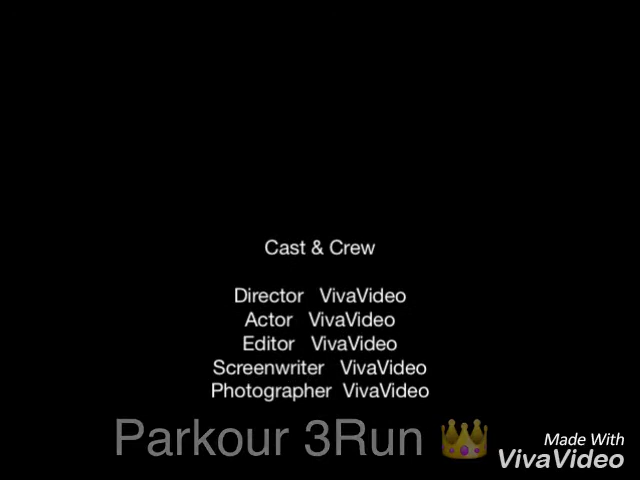 Cast & Crew
Director VivaVideo
Actor VivaVideo
Editor VivaVideo
Screenwriter VivaVideo
Photographer VivaVideo
Parkour 3Run 👑
Made With
VivaVideo